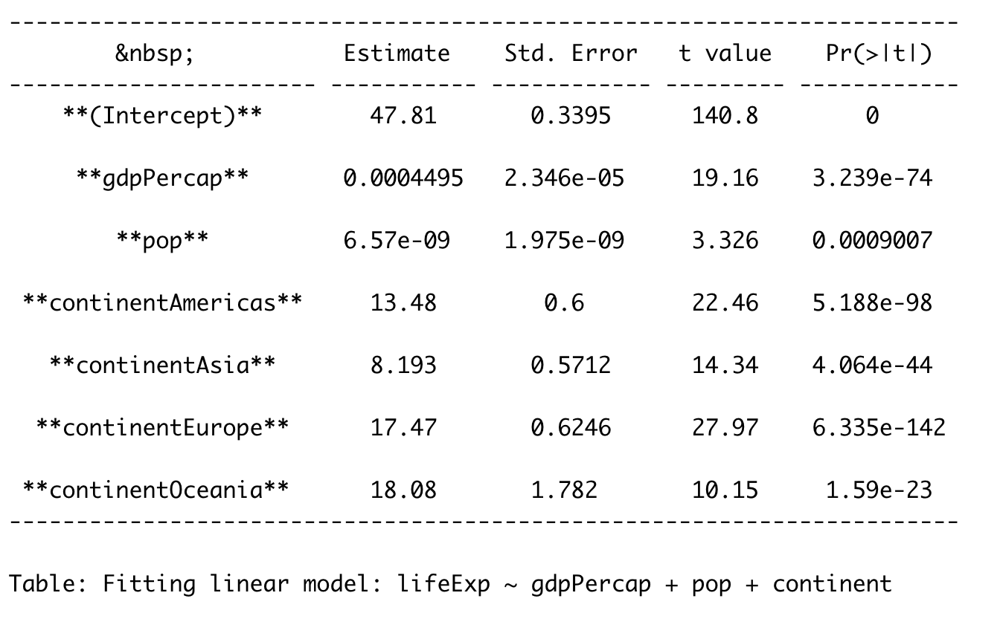 -----------------------------------------------------------------------
        &nbsp;           Estimate    Std. Error   t value    Pr(>|t|)
----------------------- ----------- ------------ --------- ------------
    **(Intercept)**        47.81       0.3395      140.8        0
     **gdpPercap**       0.0004495   2.346e-05     19.16    3.239e-74
        **pop**          6.57e-09    1.975e-09     3.326    0.0009007
 **continentAmericas**     13.48        0.6        22.46    5.188e-98
   **continentAsia**       8.193       0.5712      14.34    4.064e-44
  **continentEurope**      17.47       0.6246      27.97    6.335e-142
 **continentOceania**      18.08       1.782       10.15     1.59e-23
-----------------------------------------------------------------------
Table: Fitting linear model: lifeExp ~ gdpPercap + pop + continent